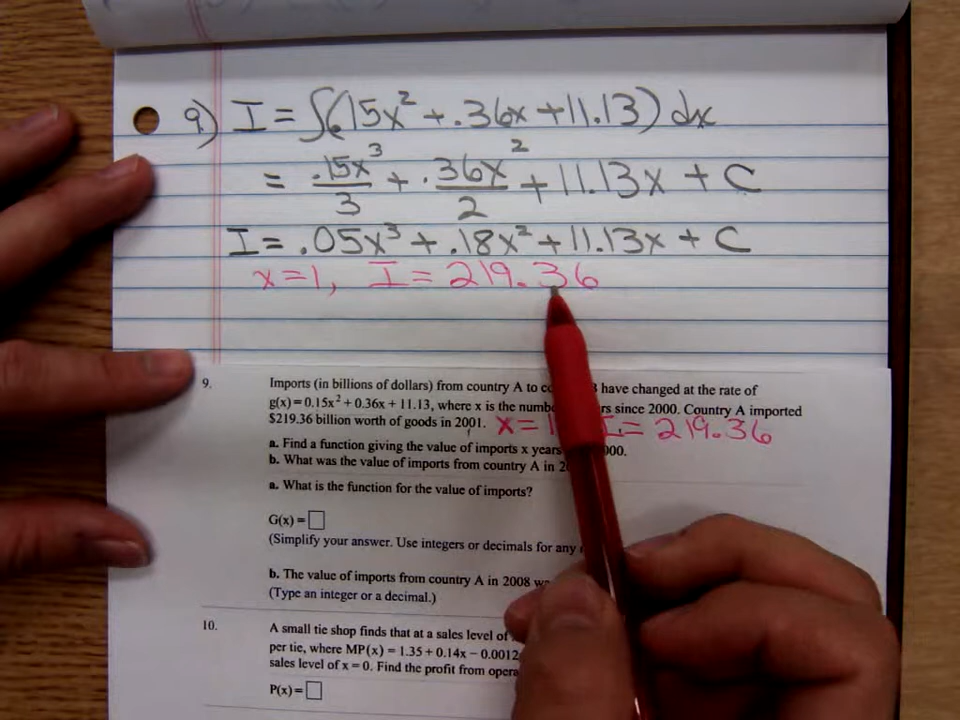 9.) I = ∫(.15x² + .36x + 11.13) dx
= .15x³/3 + .36x²/2 + 11.13x + C
I = .05x³ + .18x² + 11.13x + C
x = 1, I = 219.36
9. Imports (in billions of dollars) from country A to have changed at the rate of
g(x) = 0.15x² + 0.36x + 11.13, where x is the since 2000. Country A imported
$219.36 billion worth of goods in 2001. x = 1 I = 219.36
a. Find a function giving the value of imports x years
b. What was the value of imports from country A in
a. What is the function for the value of imports?
G(x) = □
(Simplify your answer. Use integers or decimals for any
b. The value of imports from country A in 2008
(Type an integer or a decimal.)
10. A small tie shop finds that at a sales level of
per tie, where MP(x) = 1.35 + 0.14x − 0.0012
sales level of x = 0. Find the profit from
P(x) = □